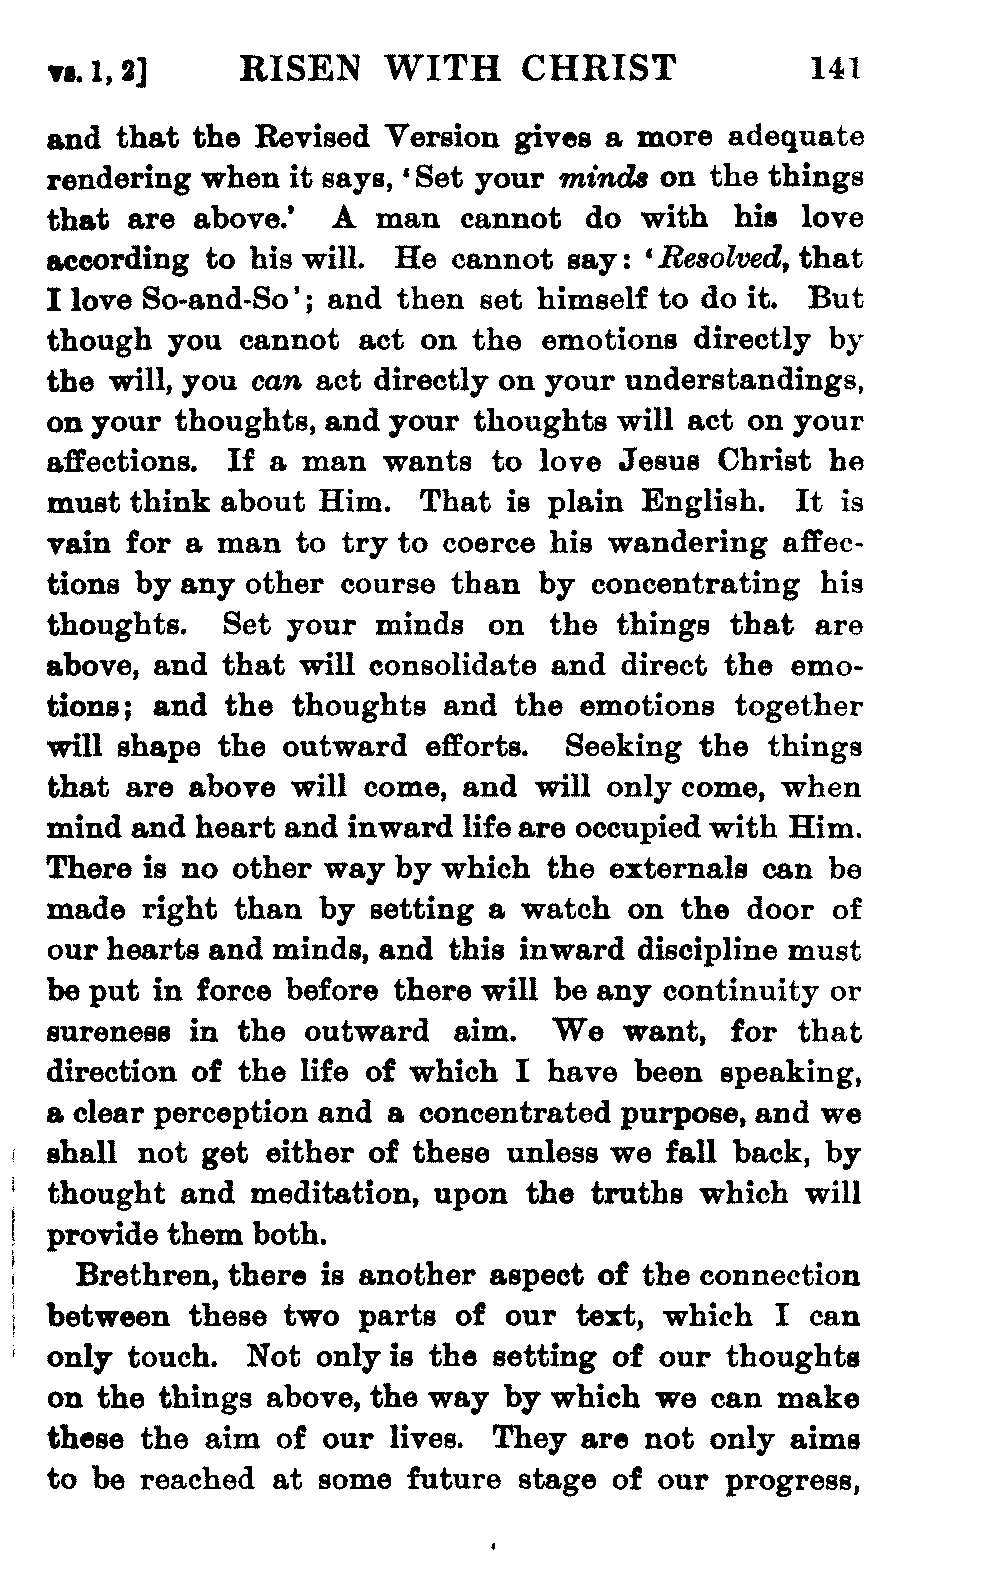 vs. 1, 2] RISEN WITH CHRIST 141
and that the Revised Version gives a more adequate
rendering when it says, ‘Set your minds on the things
that are above.’ A man cannot do with his love
according to his will. He cannot say: ‘Resolved, that
I love So-and-So’; and then set himself to do it. But
though you cannot act on the emotions directly by
the will, you can act directly on your understandings,
on your thoughts, and your thoughts will act on your
affections. If a man wants to love Jesus Christ he
must think about Him. That is plain English. It is
vain for a man to try to coerce his wandering affec-
tions by any other course than by concentrating his
thoughts. Set your minds on the things that are
above, and that will consolidate and direct the emo-
tions; and the thoughts and the emotions together
will shape the outward efforts. Seeking the things
that are above will come, and will only come, when
mind and heart and inward life are occupied with Him.
There is no other way by which the externals can be
made right than by setting a watch on the door of
our hearts and minds, and this inward discipline must
be put in force before there will be any continuity or
sureness in the outward aim. We want, for that
direction of the life of which I have been speaking,
a clear perception and a concentrated purpose, and we
shall not get either of these unless we fall back, by
thought and meditation, upon the truths which will
provide them both.
Brethren, there is another aspect of the connection
between these two parts of our text, which I can
only touch. Not only is the setting of our thoughts
on the things above, the way by which we can make
these the aim of our lives. They are not only aims
to be reached at some future stage of our progress,